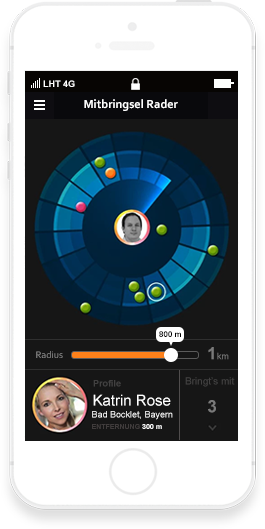 LHT 4G
Mitbringsel Rader
800 m
Radius
1 km
Profile
Bringt's mit
Katrin Rose
3
Bad Bocklet, Bayern
ENTFERNUNG 300 m